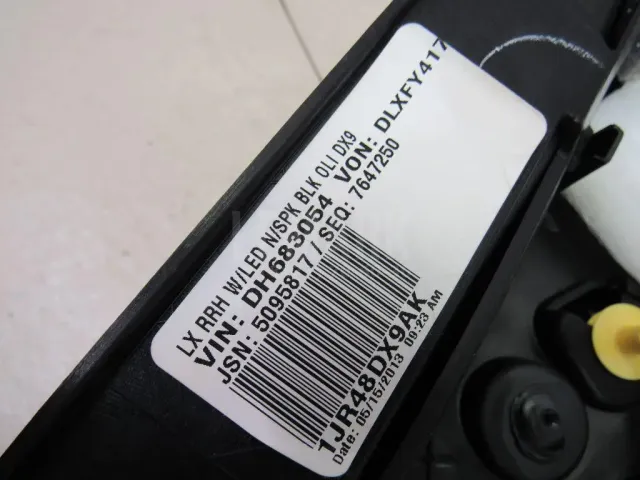 LX RRH W/LED N/SPK BLK OLI DX9
VIN: DH683054 VON: DLXFY417
JSN: 5095817 / SEQ: 7647250
1JR48DX9AK
Date: 05/15/2013 00:23 AM